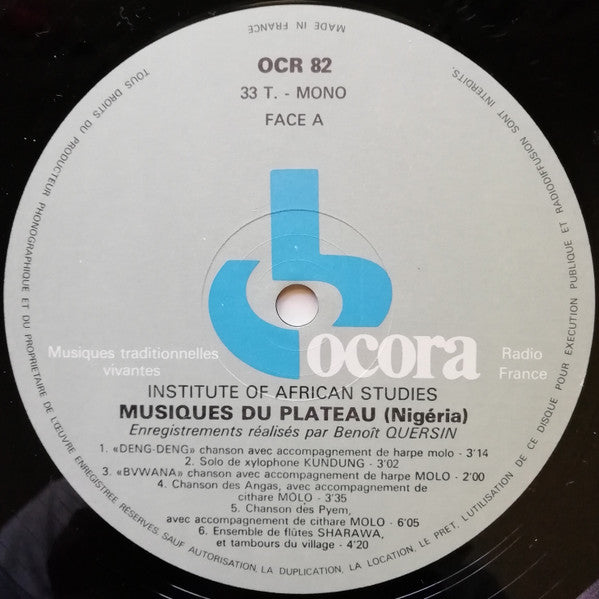 MADE IN FRANCE
OCR 82
33 T. - MONO
FACE A
ocora
Musiques traditionnelles
vivantes
Radio
France
INSTITUTE OF AFRICAN STUDIES
MUSIQUES DU PLATEAU (Nigéria)
Enregistrements réalisés par Benoît QUERSIN
1. «DENG-DENG» chanson avec accompagnement de harpe molo - 3'14
2. Solo de xylophone KUNDUNG - 3'02
3. «BVWANA» chanson avec accompagnement de harpe MOLO - 2'00
4. Chanson des Angas, avec accompagnement de
cithare MOLO - 3'35
5. Chanson des Pyem,
avec accompagnement de cithare MOLO - 6'05
6. Ensemble de flûtes SHARAWA,
et tambours du village - 4'20
TOUS DROITS DU PRODUCTEUR PHONOGRAPHIQUE ET DU PROPRIETAIRE DE L'ŒUVRE ENREGISTREE RESERVES SAUF AUTORISATION LA DUPLICATION, LA LOCATION, LE PRET, L'UTILISATION DE CE DISQUE POUR EXECUTION PUBLIQUE ET RADIODIFFUSION SONT INTERDITS.